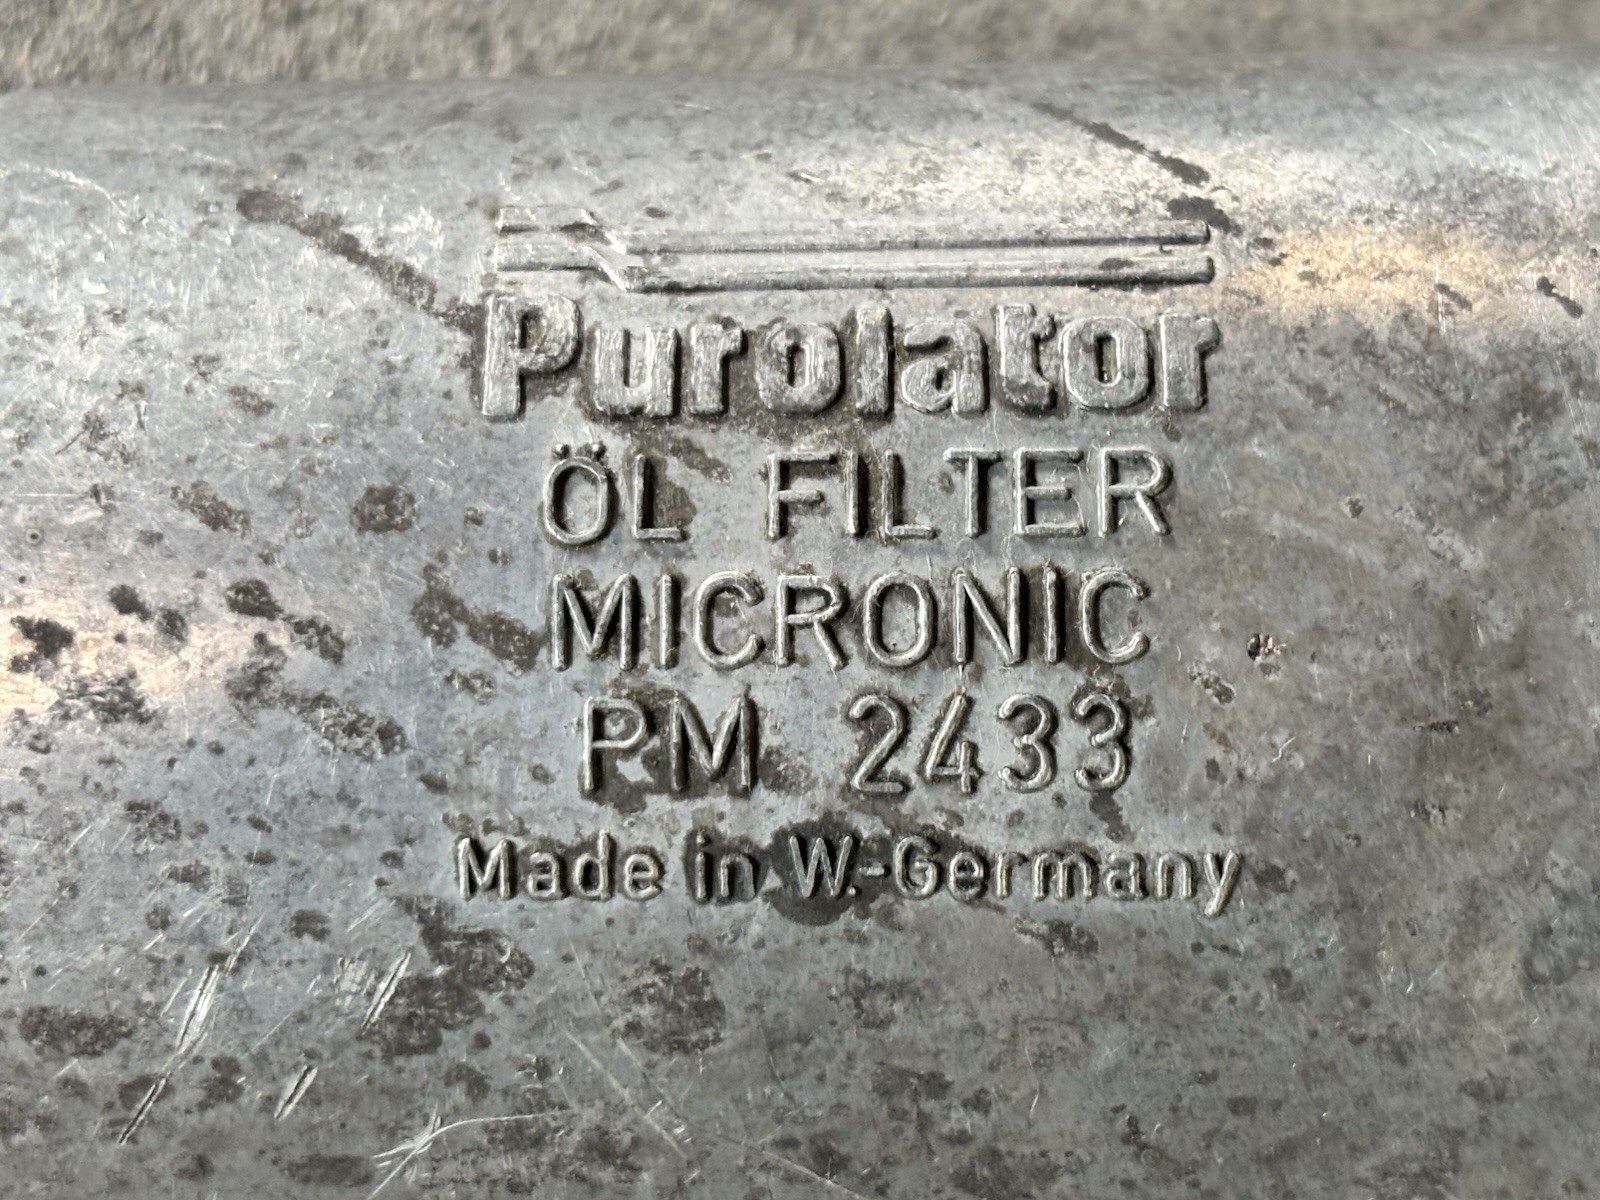 Purolator
ÖL FILTER
MICRONIC
PM 2433
Made in W.-Germany